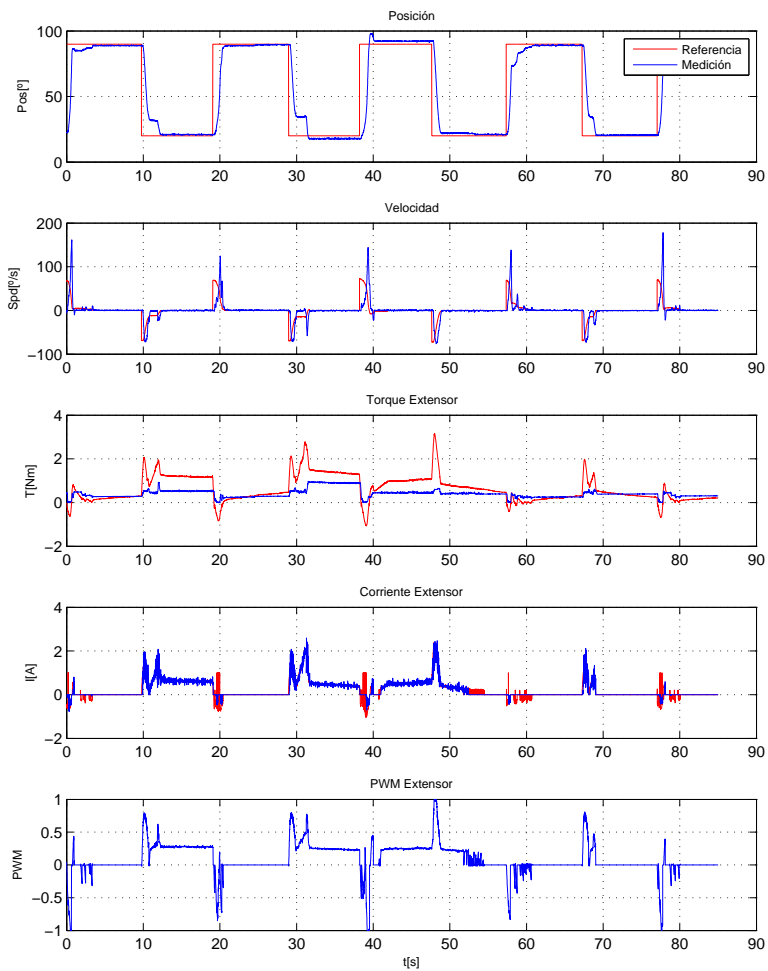 Posición
100
50
0
Pos[º]
Referencia
Medición
0 10 20 30 40 50 60 70 80 90
Velocidad
200
100
0
−100
Spd[º/s]
0 10 20 30 40 50 60 70 80 90
Torque Extensor
4
2
0
−2
T[Nm]
0 10 20 30 40 50 60 70 80 90
Corriente Extensor
4
2
0
−2
I[A]
0 10 20 30 40 50 60 70 80 90
PWM Extensor
1
0.5
0
−0.5
−1
PWM
0 10 20 30 40 50 60 70 80 90
t[s]